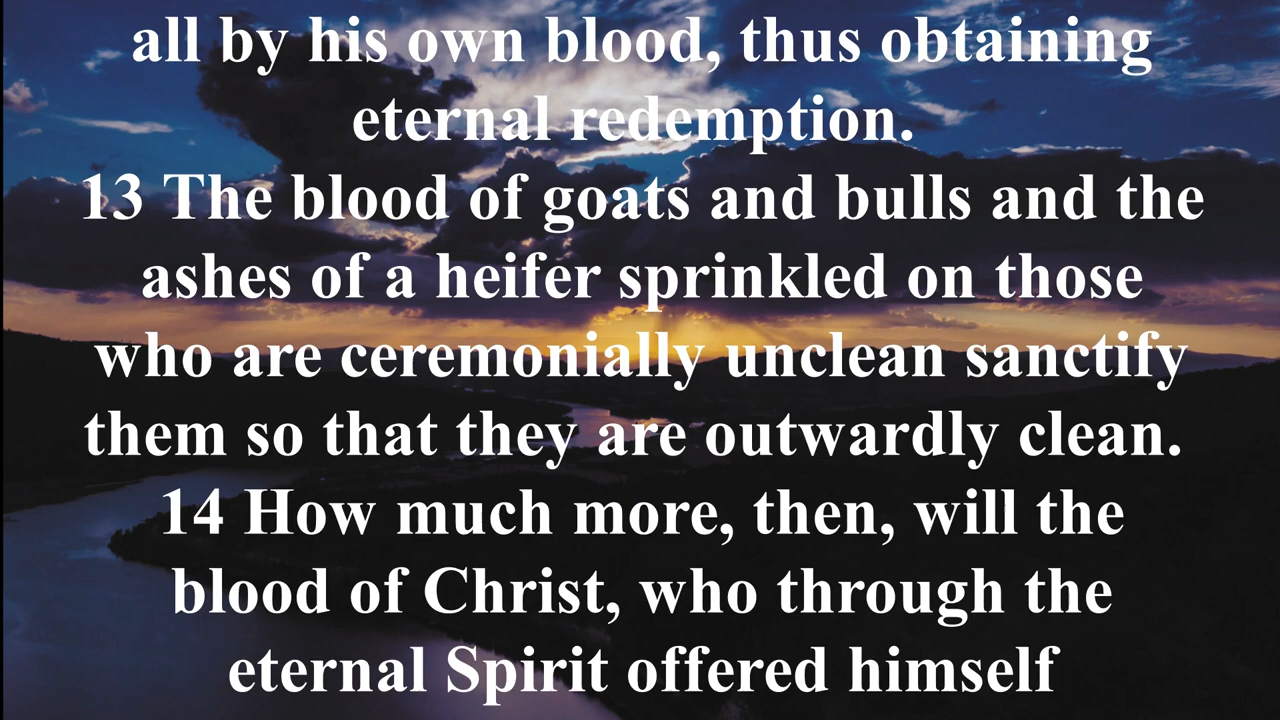 all by his own blood, thus obtaining
eternal redemption.
13 The blood of goats and bulls and the
ashes of a heifer sprinkled on those
who are ceremonially unclean sanctify
them so that they are outwardly clean.
14 How much more, then, will the
blood of Christ, who through the
eternal Spirit offered himself